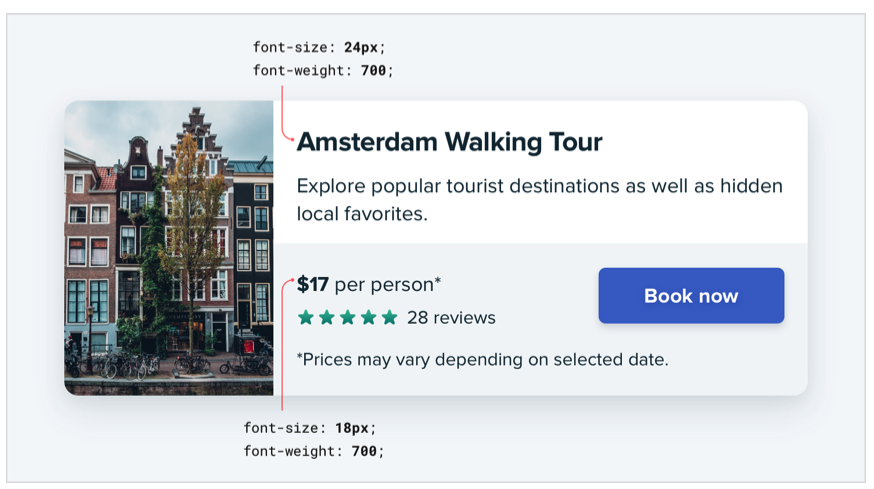 font-size: 24px;
font-weight: 700;
Amsterdam Walking Tour
Explore popular tourist destinations as well as hidden
local favorites.
$17 per person*
Book now
28 reviews
*Prices may vary depending on selected date.
font-size: 18px;
font-weight: 700;